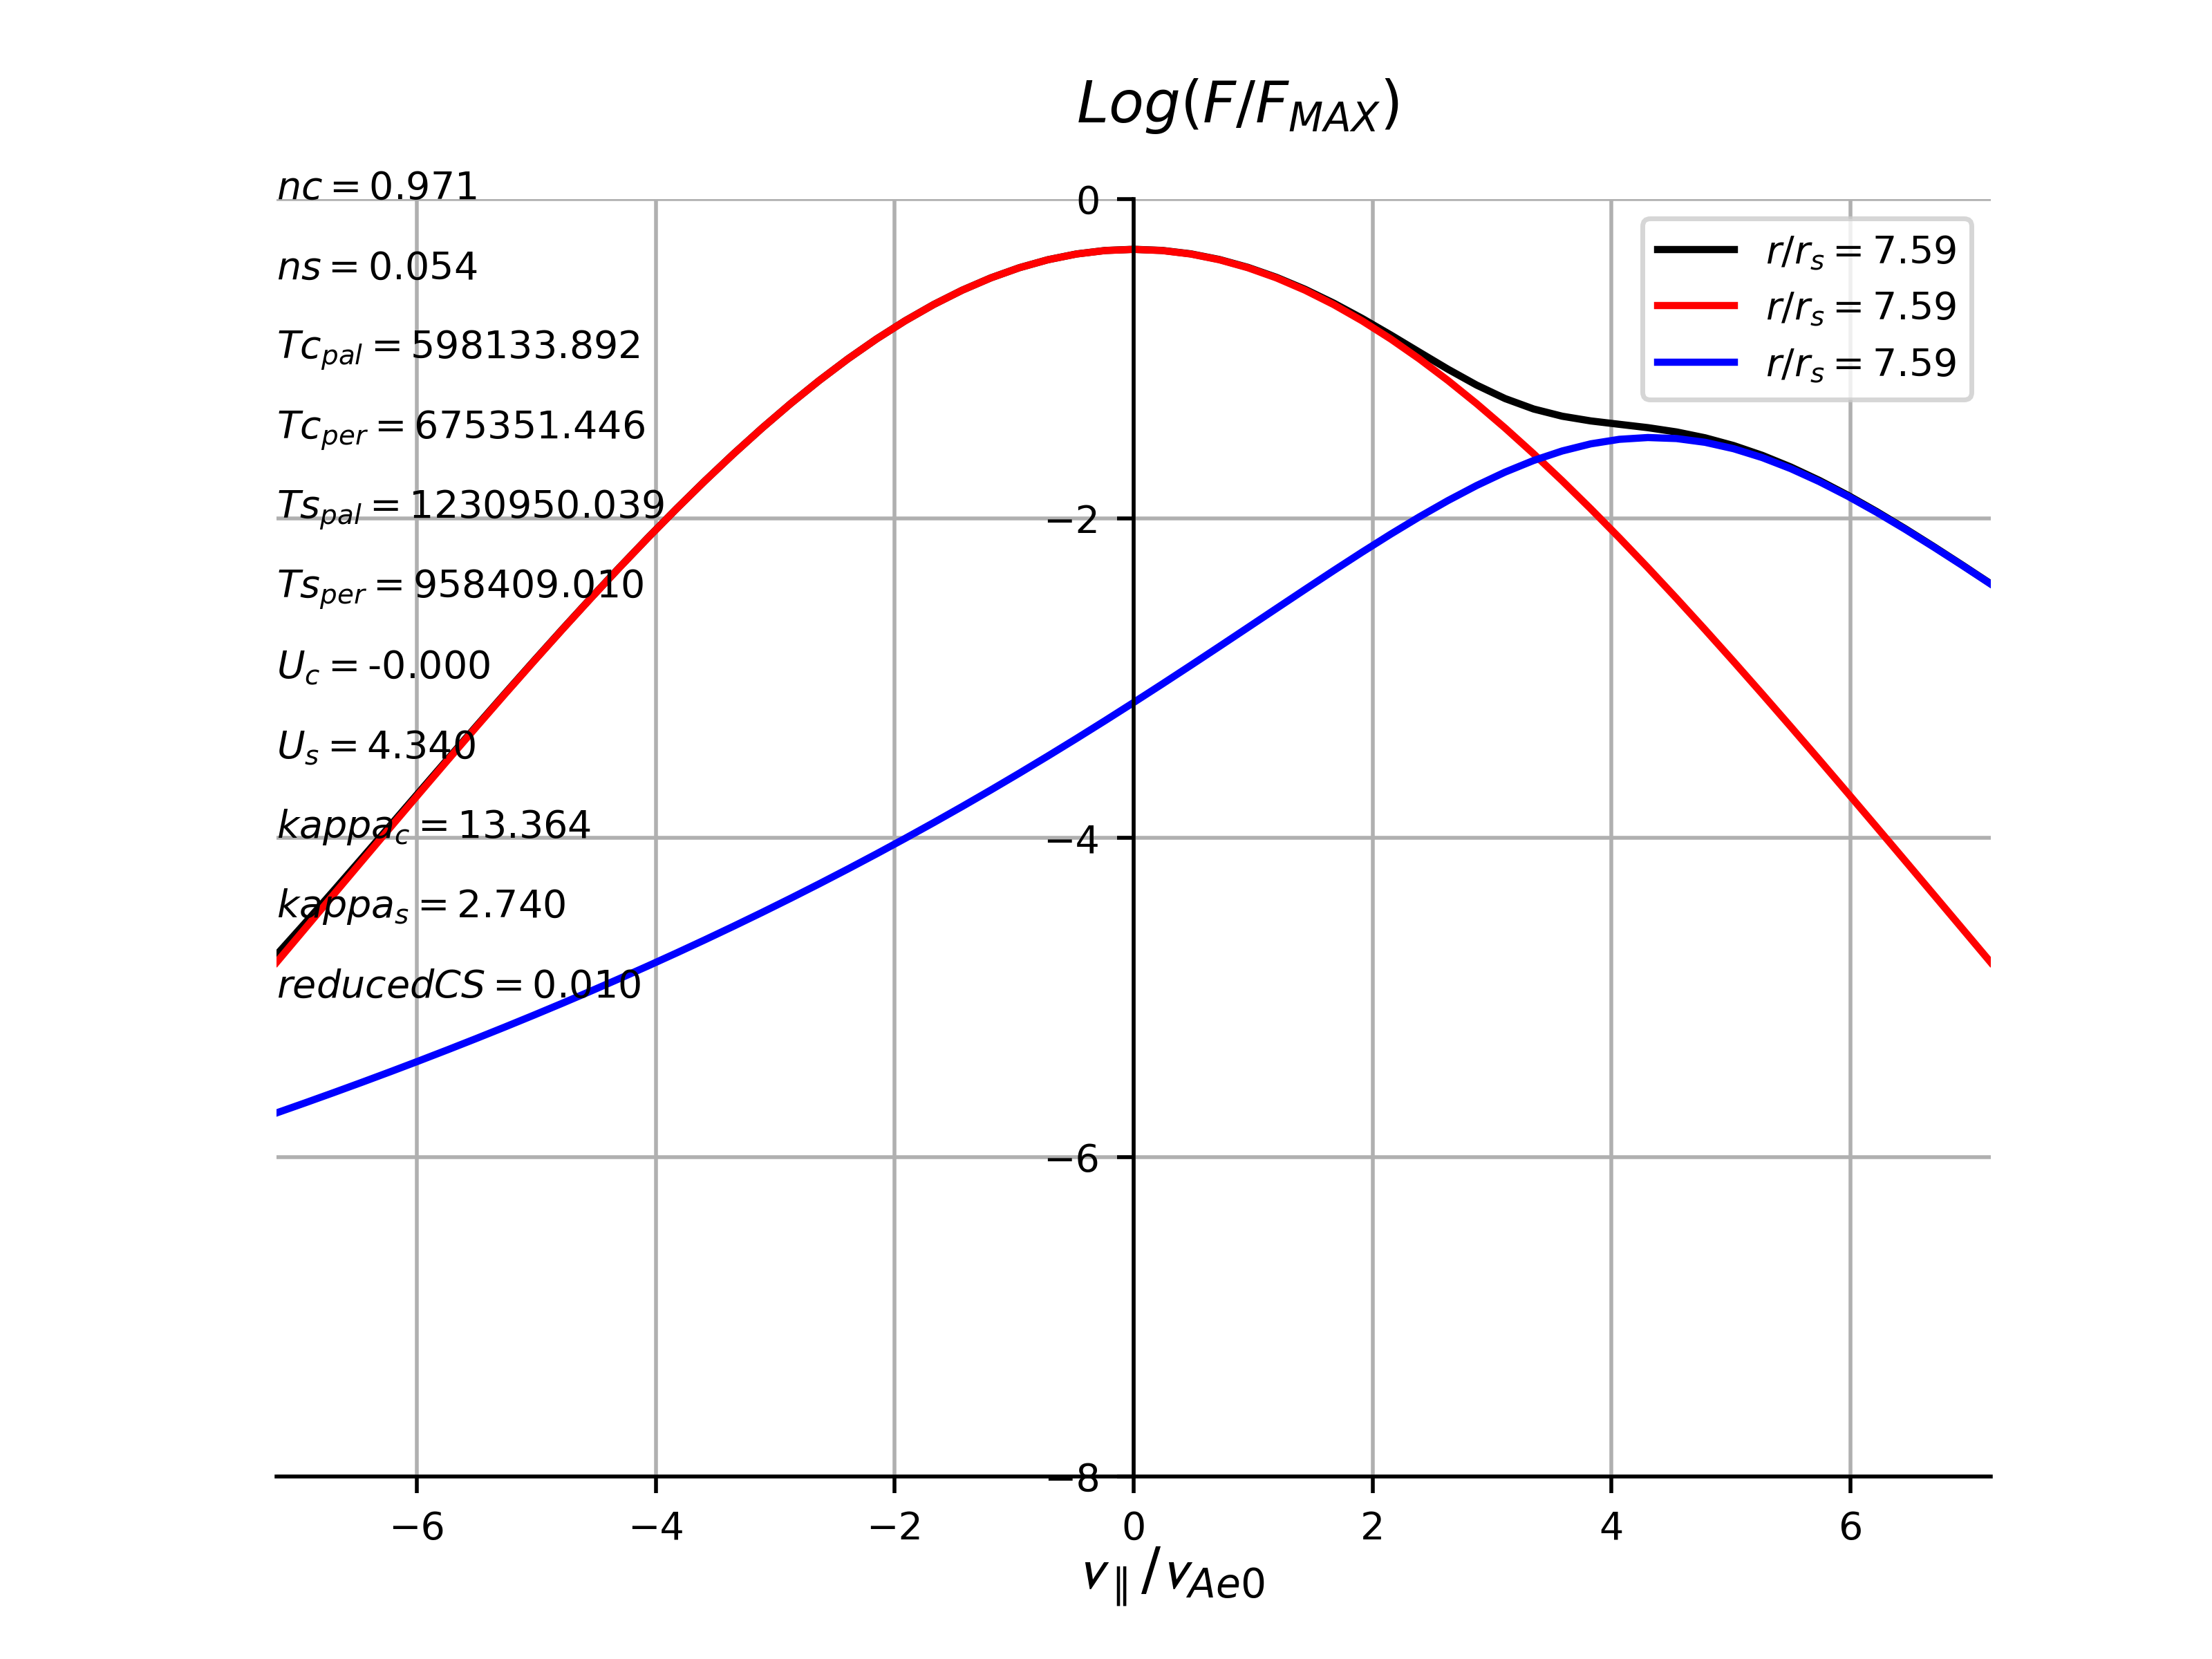 Log(F/F_MAX)
nc = 0.971
ns = 0.054
Tc_pal = 598133.892
Tc_per = 675351.446
Ts_pal = 1230950.039
Ts_per = 958409.010
U_c = -0.000
U_s = 4.340
kappa_c = 13.364
kappa_s = 2.740
reducedCS = 0.010
r/r_s = 7.59
r/r_s = 7.59
r/r_s = 7.59
0
−2
−4
−6
−8
−6 −4 −2 0 2 4 6
v_∥/v_Ae0